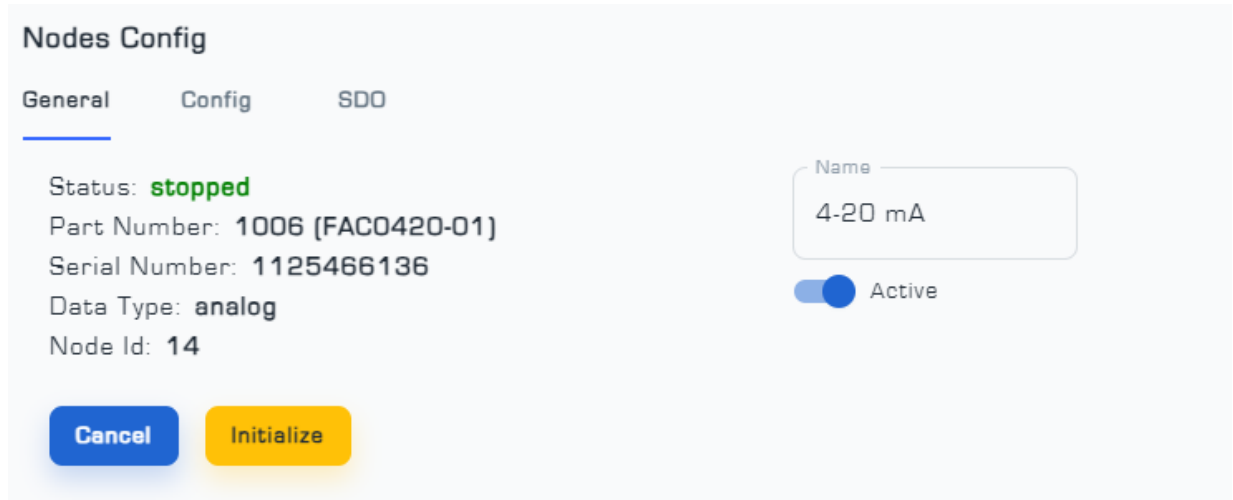 Nodes Config
General Config SDO
Status: stopped
Part Number: 1006 (FAC0420-01)
Serial Number: 1125466136
Data Type: analog
Node Id: 14
Name
4-20 mA
Active
Cancel Initialize